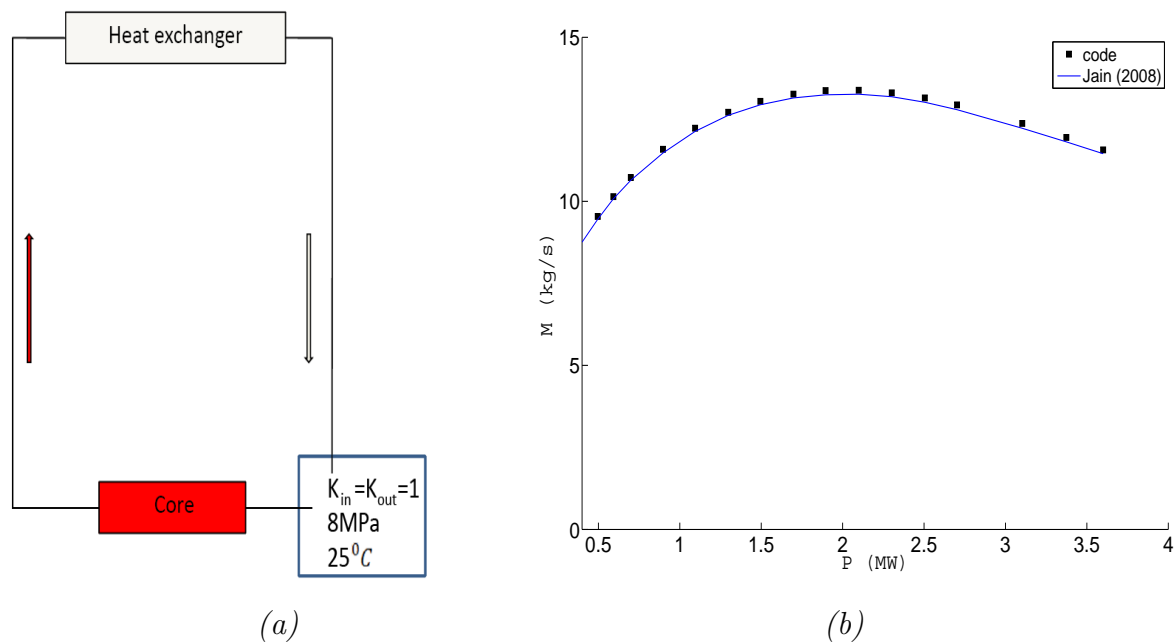 Heat exchanger
Core
K_in=K_out=1
8MPa
25⁰C
(a)
15
10
5
0
M (kg/s)
code
Jain (2008)
0.5 1 1.5 2 2.5 3 3.5 4
P (MW)
(b)